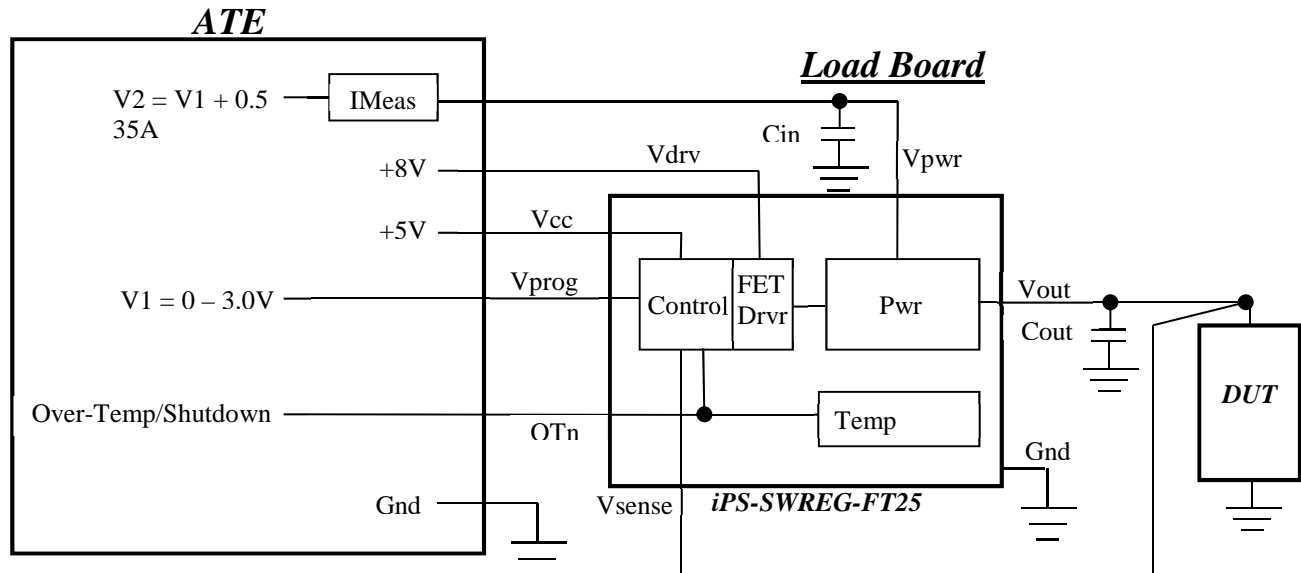 ATE
Load Board
V2 = V1 + 0.5
35A
IMeas
Cin
Vpwr
+8V
Vdrv
+5V
Vcc
V1 = 0 – 3.0V
Vprog
Control
FET
Drvr
Pwr
Vout
Cout
DUT
Over-Temp/Shutdown
OTn
Temp
Gnd
Gnd
Vsense
iPS-SWREG-FT25